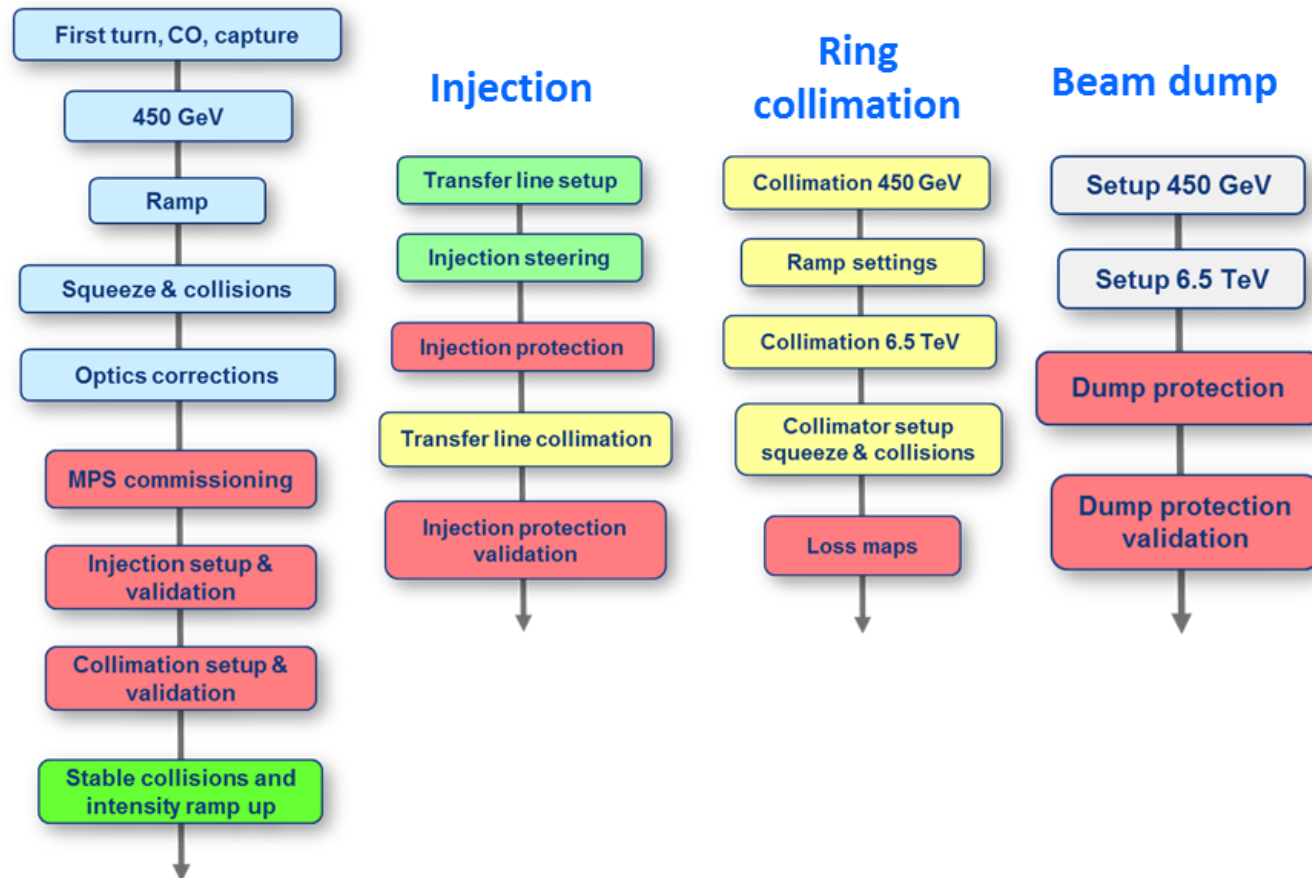 First turn, CO, capture
450 GeV
Ramp
Squeeze & collisions
Optics corrections
MPS commissioning
Injection setup &
validation
Collimation setup &
validation
Stable collisions and
intensity ramp up
Injection
Transfer line setup
Injection steering
Injection protection
Transfer line collimation
Injection protection
validation
Ring
collimation
Collimation 450 GeV
Ramp settings
Collimation 6.5 TeV
Collimator setup
squeeze & collisions
Loss maps
Beam dump
Setup 450 GeV
Setup 6.5 TeV
Dump protection
Dump protection
validation